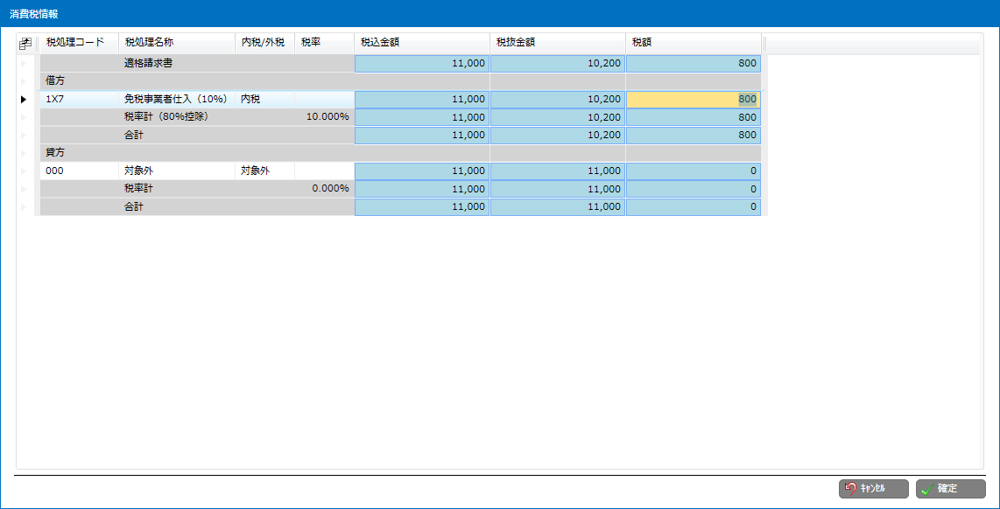 消費税情報
税処理コード 税処理名称 内税/外税 税率 税込金額 税抜金額 税額
適格請求書 11,000 10,200 800
借方
1X7 免税事業者仕入（10%） 内税 11,000 10,200 800
税率計（80%控除） 10.000% 11,000 10,200 800
合計 11,000 10,200 800
貸方
000 対象外 対象外 11,000 11,000 0
税率計 0.000% 11,000 11,000 0
合計 11,000 11,000 0
ｷｬﾝｾﾙ 確定